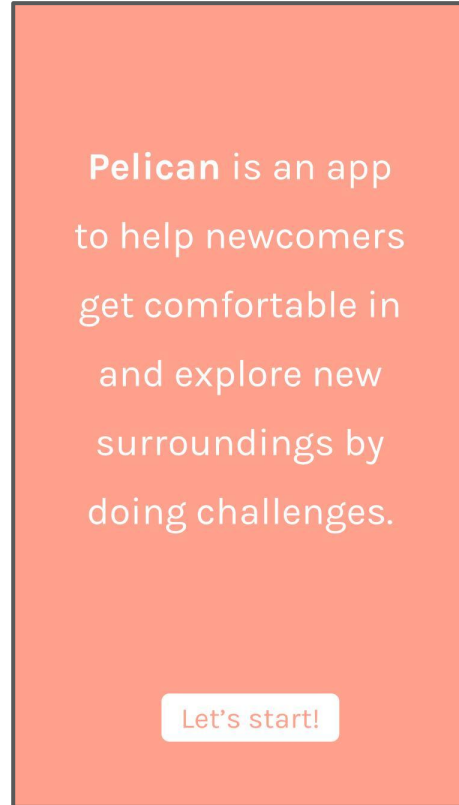 Pelican is an app
to help newcomers
get comfortable in
and explore new
surroundings by
doing challenges.
Let’s start!